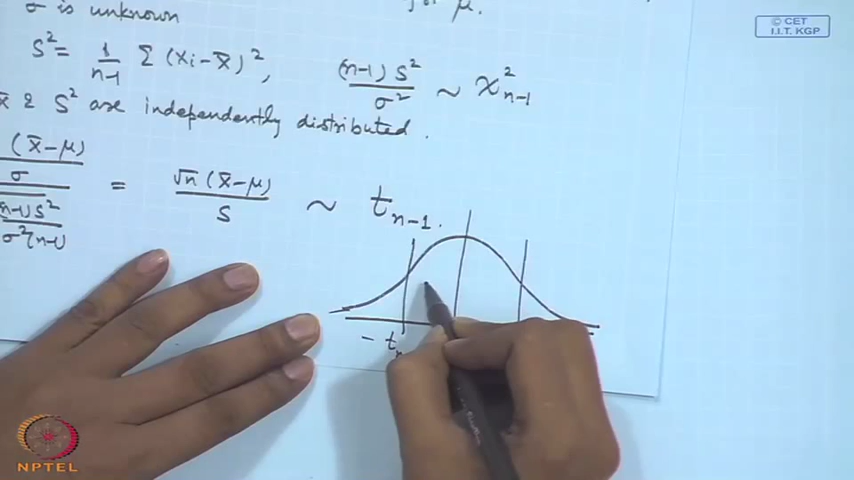 σ is unknown
for μ.
S² = 1/(n-1) Σ (Xi - X̄)², (n-1) S²/σ² ~ χ²n-1
X̄ & S² are independently distributed.
(X̄-μ)/σ / (n-1)S²/σ²(n-1) = √n (X̄-μ)/S ~ tn-1.
- t
© CET
I.I.T. KGP
NPTEL